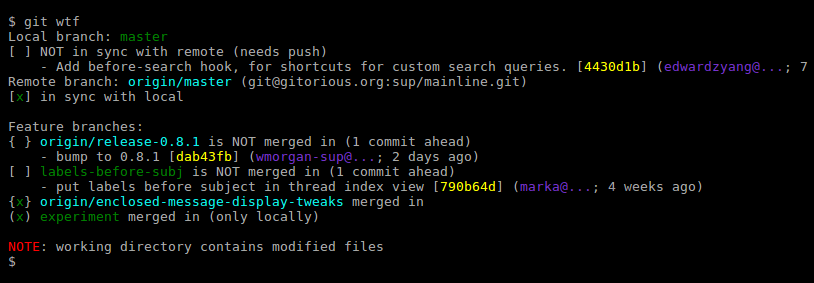 $ git wtf
Local branch: master
[ ] NOT in sync with remote (needs push)
    - Add before-search hook, for shortcuts for custom search queries. [4430d1b] (edwardzyang@...; 7
Remote branch: origin/master (git@gitorious.org:sup/mainline.git)
[x] in sync with local

Feature branches:
{ } origin/release-0.8.1 is NOT merged in (1 commit ahead)
    - bump to 0.8.1 [dab43fb] (wmorgan-sup@...; 2 days ago)
[ ] labels-before-subj is NOT merged in (1 commit ahead)
    - put labels before subject in thread index view [790b64d] (marka@...; 4 weeks ago)
{x} origin/enclosed-message-display-tweaks merged in
(x) experiment merged in (only locally)

NOTE: working directory contains modified files
$